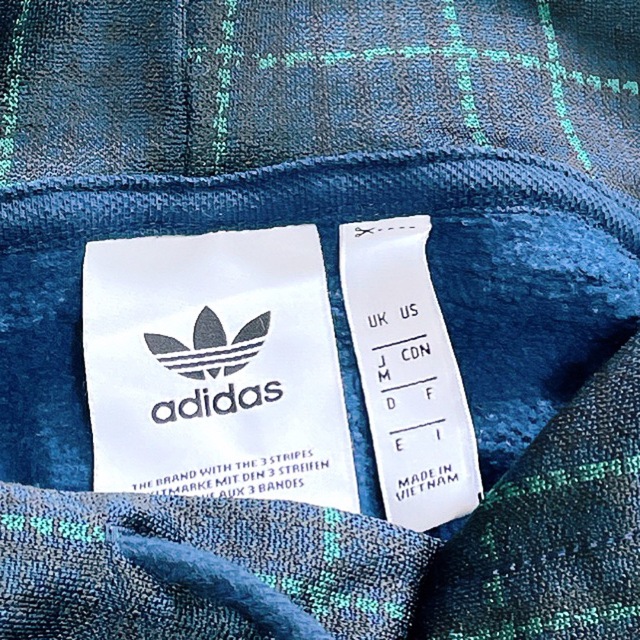 adidas
THE BRAND WITH THE 3 STRIPES
MIT DEN 3 STREIFEN
AUX 3 BANDES
UK US
J CDN
M
D F
E I
MADE IN
VIETNAM